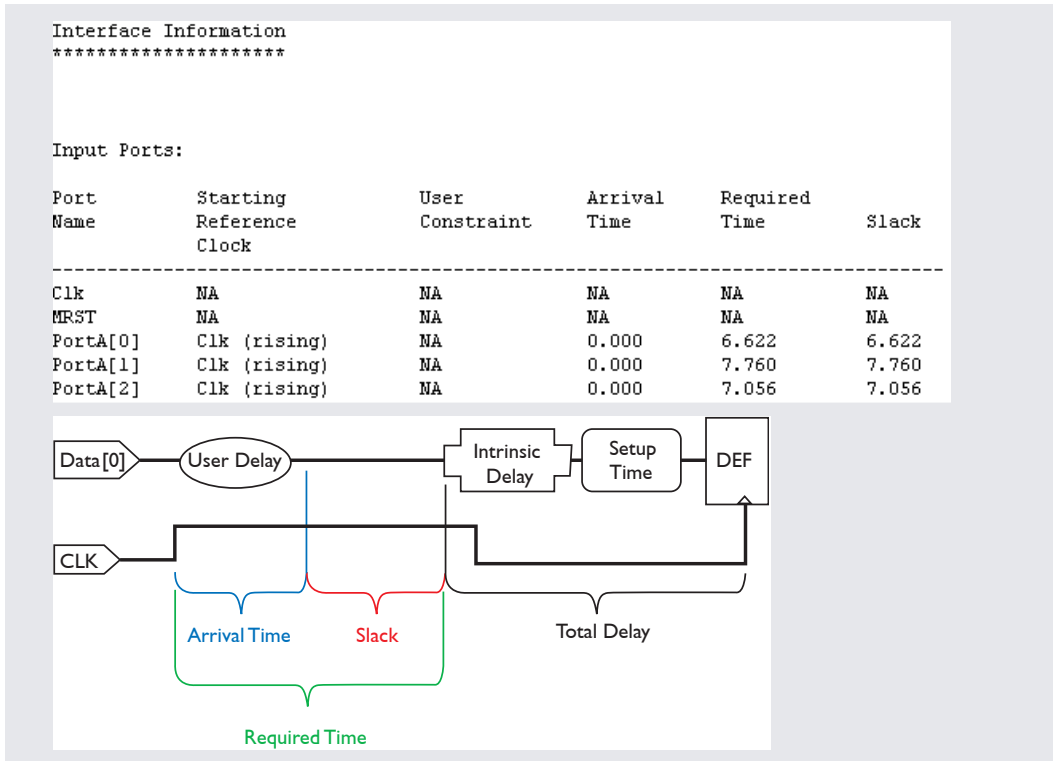 Interface Information
*********************
Input Ports:
Port Starting User Arrival Required
Name Reference Constraint Time Time Slack
Clock
--------------------------------------------------------------------------------
Clk NA NA NA NA NA
MRST NA NA NA NA NA
PortA[0] Clk (rising) NA 0.000 6.622 6.622
PortA[1] Clk (rising) NA 0.000 7.760 7.760
PortA[2] Clk (rising) NA 0.000 7.056 7.056
Data[0]
User Delay
Intrinsic
Delay
Setup
Time
DEF
CLK
Arrival Time
Slack
Total Delay
Required Time